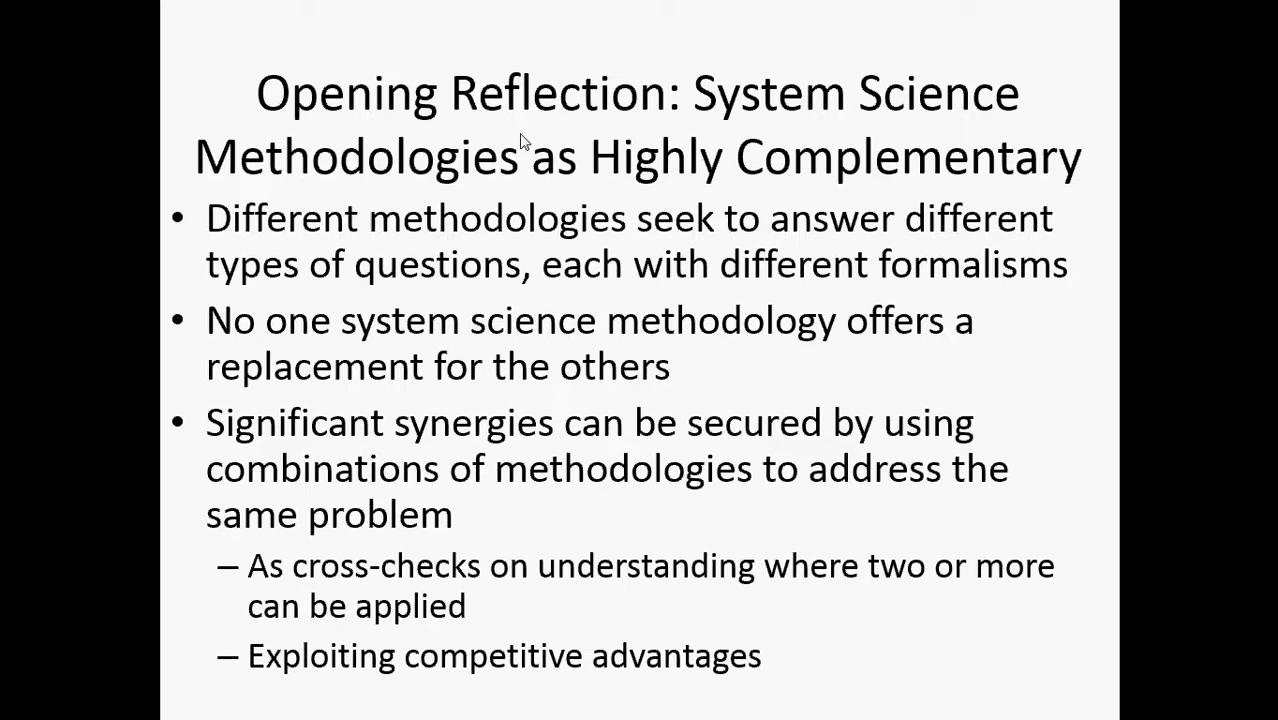 Opening Reflection: System Science
Methodologies as Highly Complementary
• Different methodologies seek to answer different
types of questions, each with different formalisms
• No one system science methodology offers a
replacement for the others
• Significant synergies can be secured by using
combinations of methodologies to address the
same problem
– As cross-checks on understanding where two or more
can be applied
– Exploiting competitive advantages